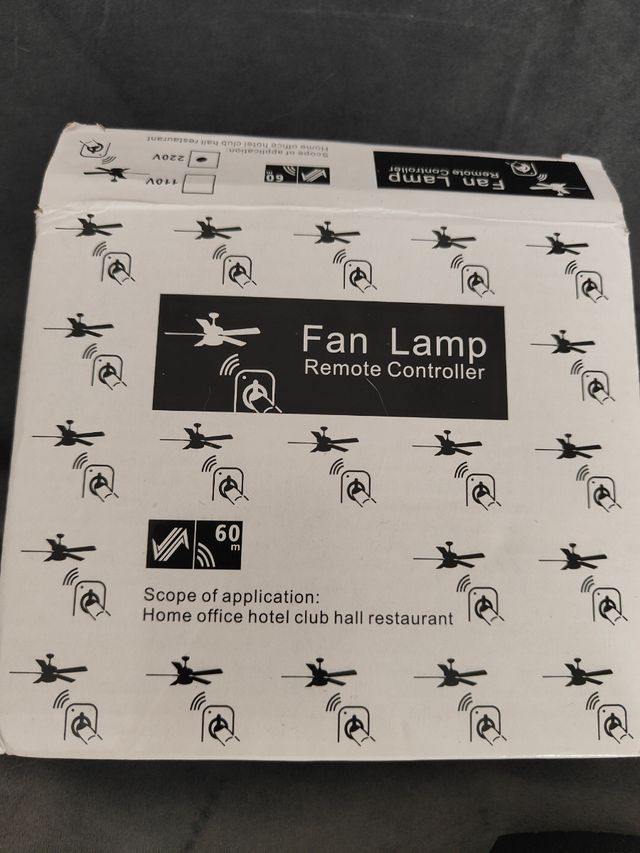 Scope of application:
Home office hotel club hall restaurant
220V
110V
60
m
Fan Lamp
Remote Controller
Fan Lamp
Remote Controller
60
m
Scope of application:
Home office hotel club hall restaurant